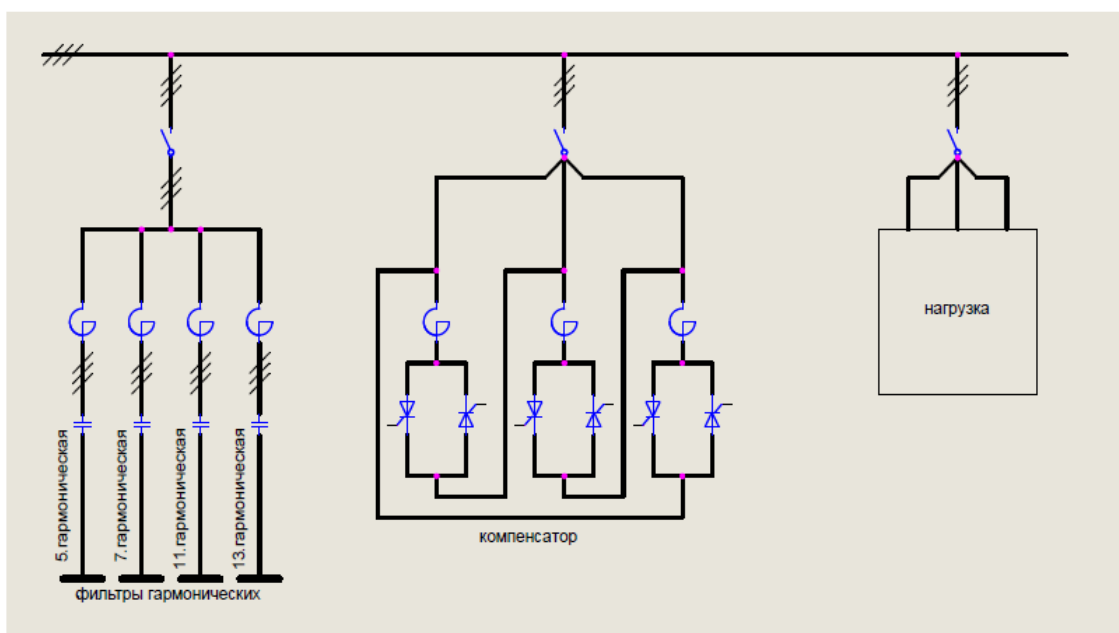 5.гармоническая
7.гармоническая
11.гармоническая
13.гармоническая
фильтры гармонических
компенсатор
нагрузка